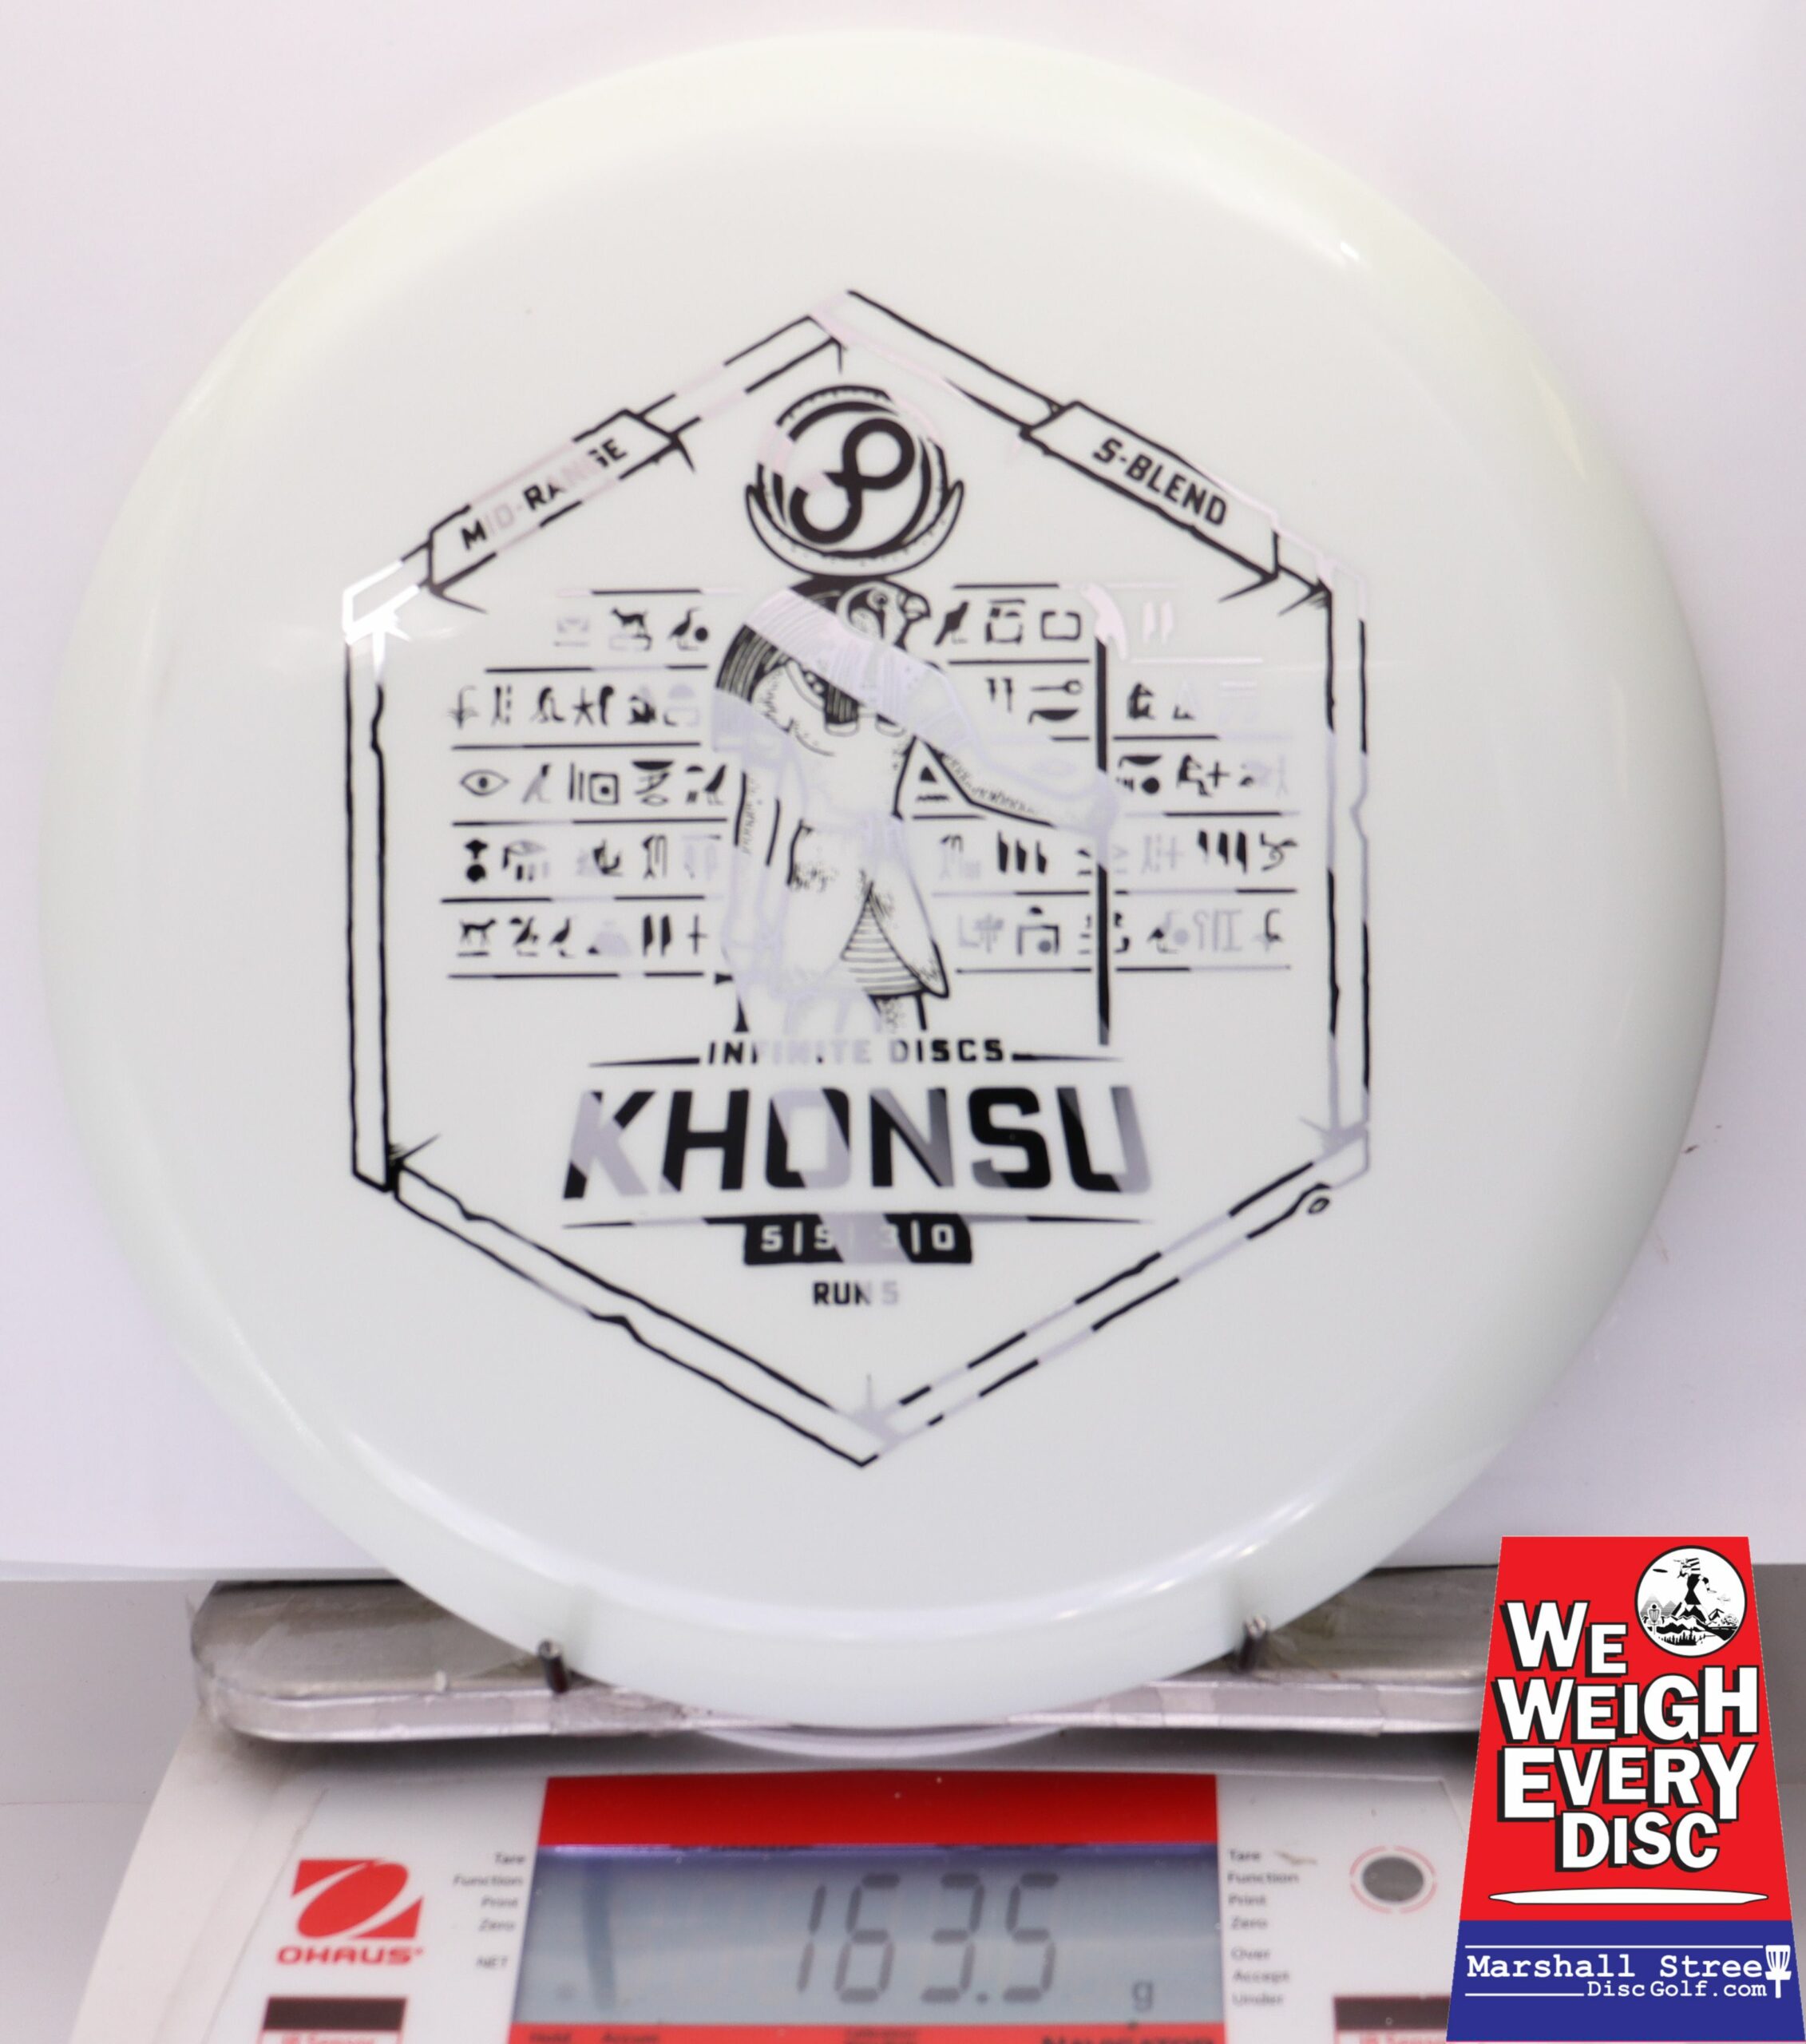 MID-RANGE
S-BLEND
INFINITE DISCS
KHONSU
5|5|3|0
RUN 5
OHAUS
Tare
Function
Print
Zero
NET
163.5
g
Tare
Function
Print
Zero
Over
Accept
Under
WE
WEIGH
EVERY
DISC
Marshall Stree
DiscGolf.com